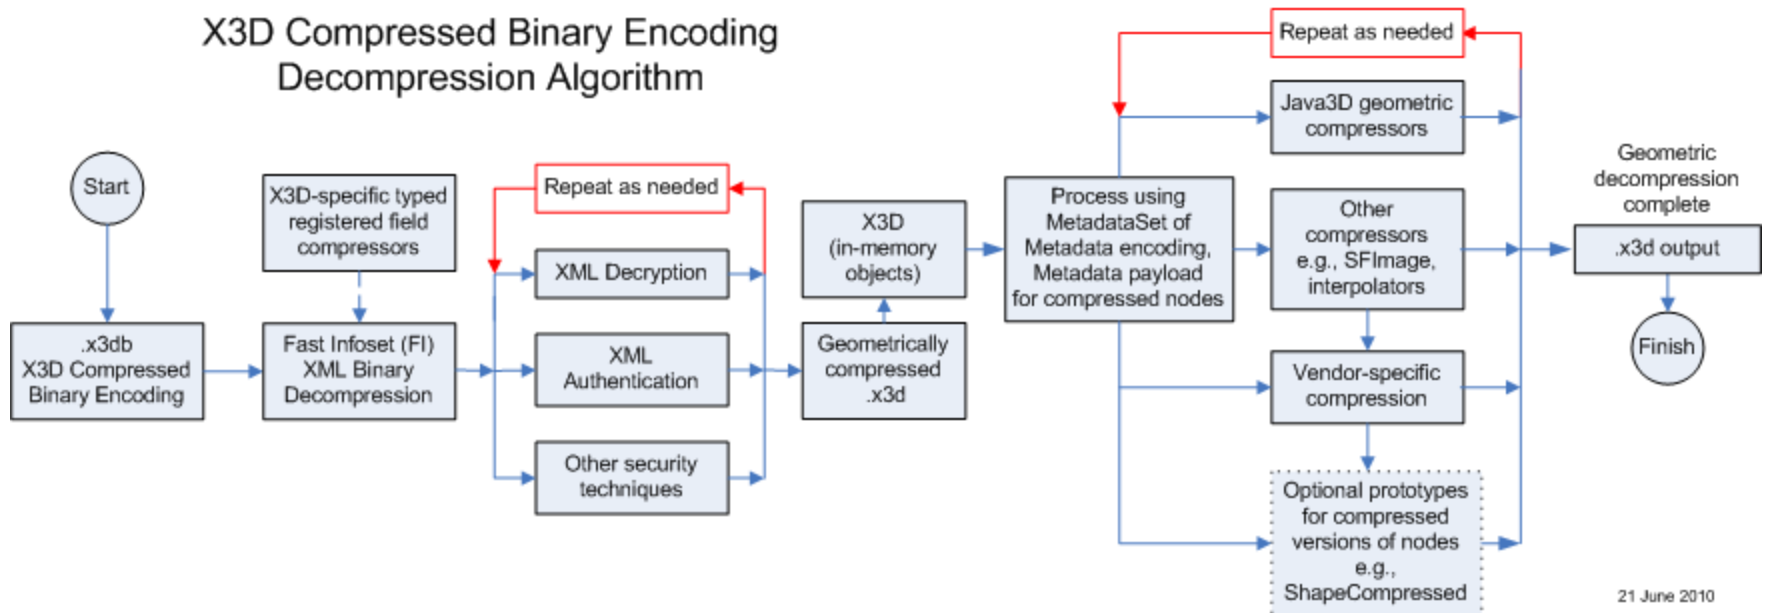 X3D Compressed Binary Encoding
Decompression Algorithm
Start
.x3db
X3D Compressed
Binary Encoding
X3D-specific typed
registered field
compressors
Fast Infoset (FI)
XML Binary
Decompression
Repeat as needed
XML Decryption
XML
Authentication
Other security
techniques
X3D
(in-memory
objects)
Geometrically
compressed
.x3d
Process using
MetadataSet of
Metadata encoding,
Metadata payload
for compressed nodes
Repeat as needed
Java3D geometric
compressors
Other
compressors
e.g., SFImage,
interpolators
Vendor-specific
compression
Optional prototypes
for compressed
versions of nodes
e.g.,
ShapeCompressed
Geometric
decompression
complete
.x3d output
Finish
21 June 2010